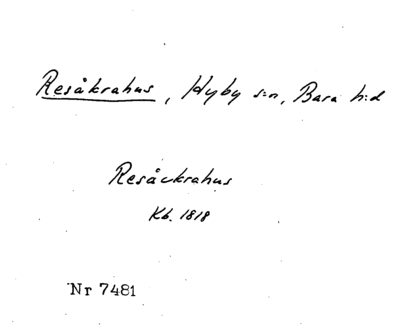 Resåkrahus, Hyby s:n, Bara h:d
Resåckrahus
Kb. 1818
Nr 7481